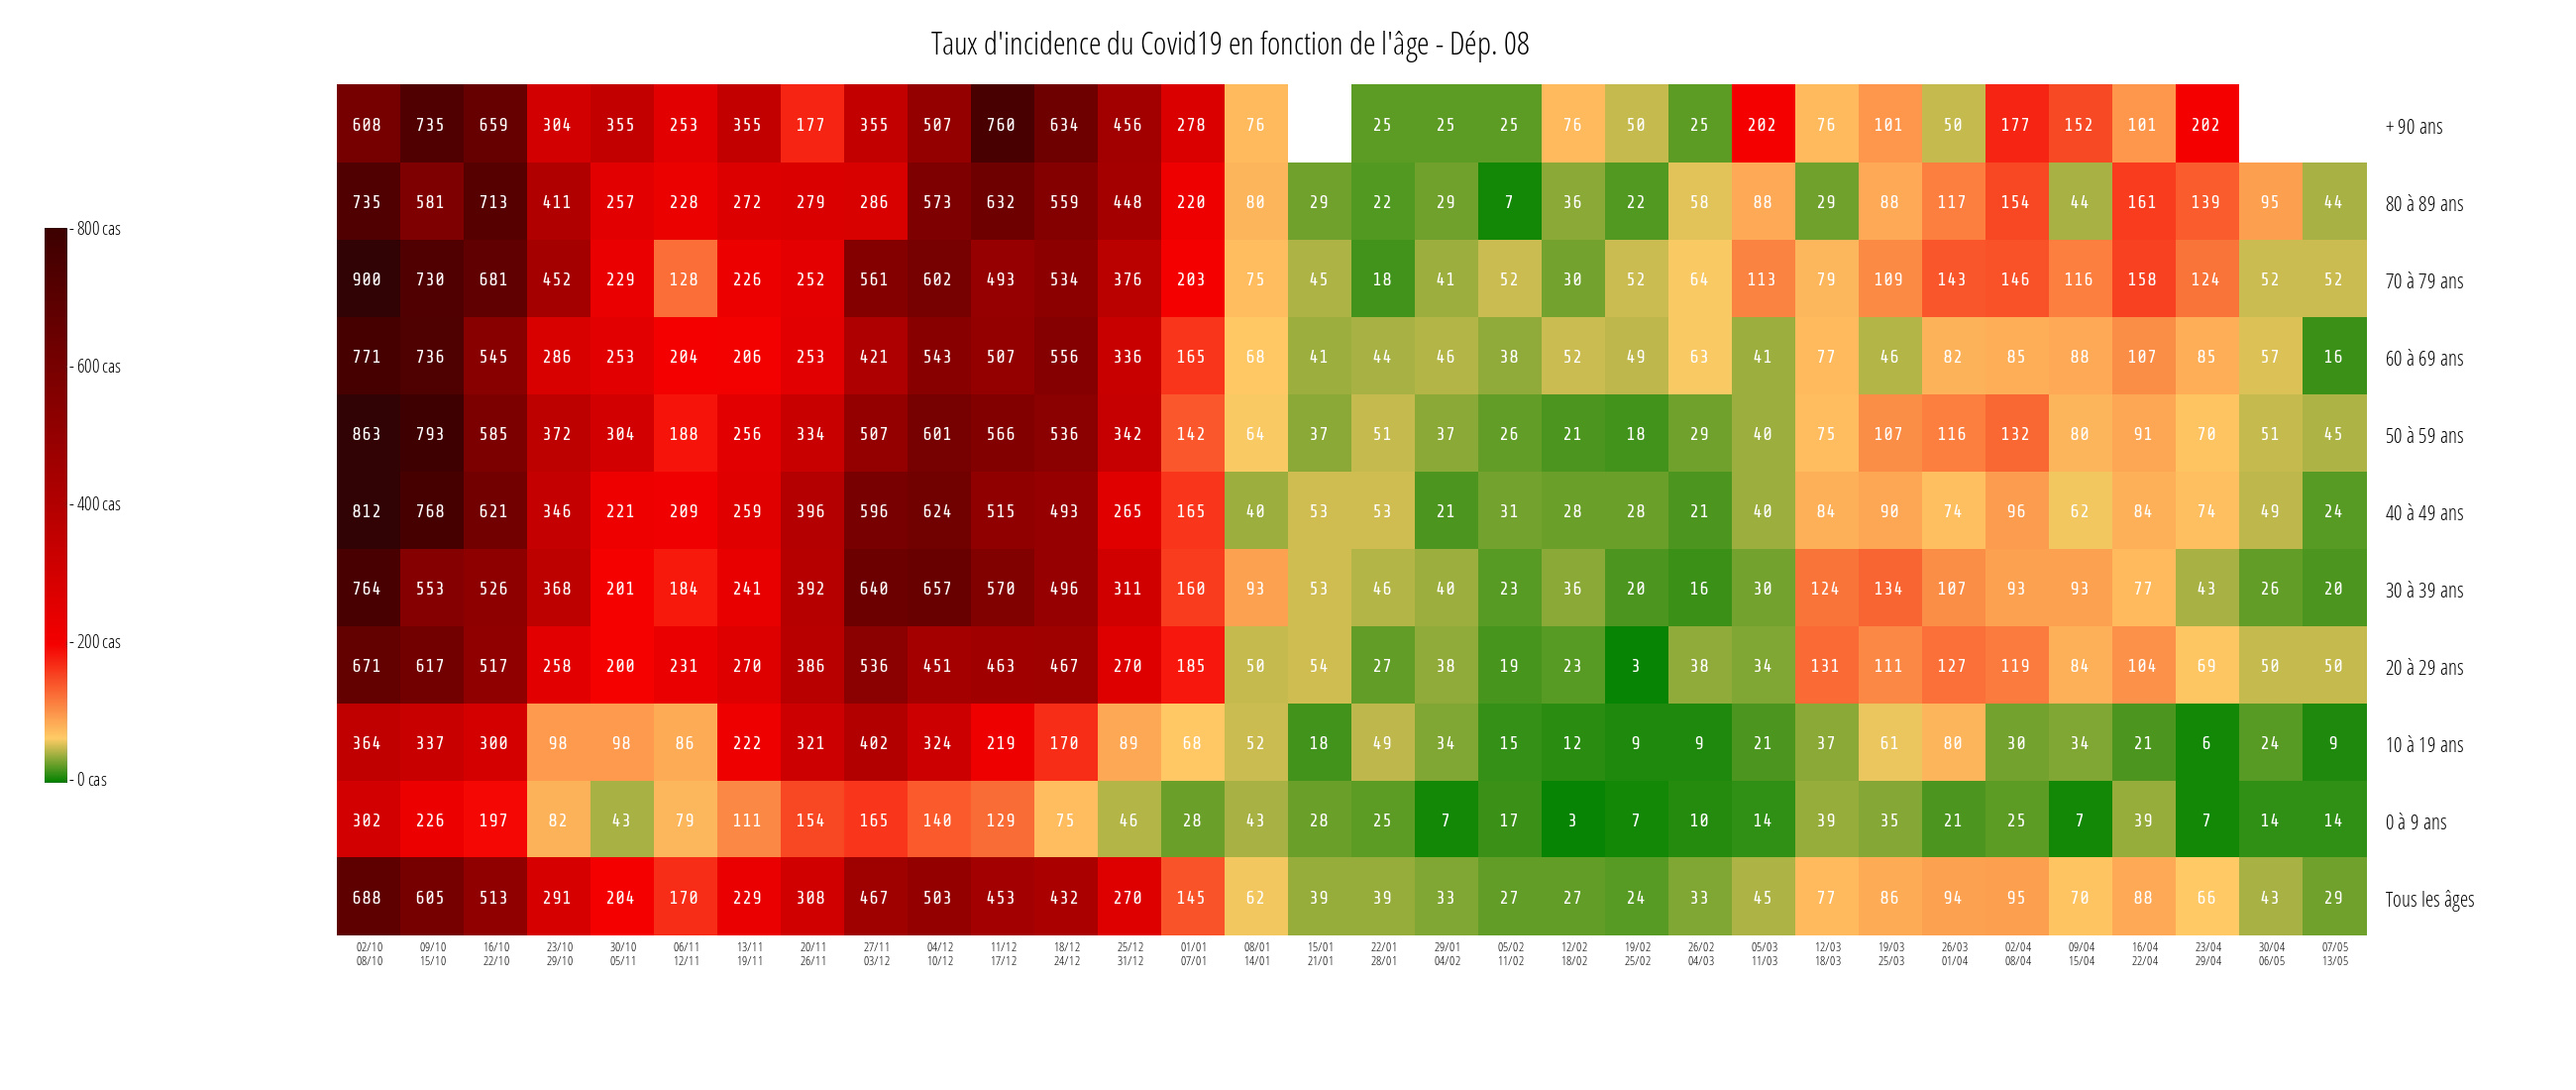 Taux d'incidence du Covid19 en fonction de l'âge - Dép. 08
- 800 cas
- 600 cas
- 400 cas
- 200 cas
- 0 cas
608 735 659 304 355 253 355 177 355 507 760 634 456 278 76 25 25 25 76 50 25 202 76 101 50 177 152 101 202 + 90 ans
735 581 713 411 257 228 272 279 286 573 632 559 448 220 80 29 22 29 7 36 22 58 88 29 88 117 154 44 161 139 95 44 80 à 89 ans
900 730 681 452 229 128 226 252 561 602 493 534 376 203 75 45 18 41 52 30 52 64 113 79 109 143 146 116 158 124 52 52 70 à 79 ans
771 736 545 286 253 204 206 253 421 543 507 556 336 165 68 41 44 46 38 52 49 63 41 77 46 82 85 88 107 85 57 16 60 à 69 ans
863 793 585 372 304 188 256 334 507 601 566 536 342 142 64 37 51 37 26 21 18 29 40 75 107 116 132 80 91 70 51 45 50 à 59 ans
812 768 621 346 221 209 259 396 596 624 515 493 265 165 40 53 53 21 31 28 28 21 40 84 90 74 96 62 84 74 49 24 40 à 49 ans
764 553 526 368 201 184 241 392 640 657 570 496 311 160 93 53 46 40 23 36 20 16 30 124 134 107 93 93 77 43 26 20 30 à 39 ans
671 617 517 258 200 231 270 386 536 451 463 467 270 185 50 54 27 38 19 23 3 38 34 131 111 127 119 84 104 69 50 50 20 à 29 ans
364 337 300 98 98 86 222 321 402 324 219 170 89 68 52 18 49 34 15 12 9 9 21 37 61 80 30 34 21 6 24 9 10 à 19 ans
302 226 197 82 43 79 111 154 165 140 129 75 46 28 43 28 25 7 17 3 7 10 14 39 35 21 25 7 39 7 14 14 0 à 9 ans
688 605 513 291 204 170 229 308 467 503 453 432 270 145 62 39 39 33 27 27 24 33 45 77 86 94 95 70 88 66 43 29 Tous les âges
02/10 09/10 16/10 23/10 30/10 06/11 13/11 20/11 27/11 04/12 11/12 18/12 25/12 01/01 08/01 15/01 22/01 29/01 05/02 12/02 19/02 26/02 05/03 12/03 19/03 26/03 02/04 09/04 16/04 23/04 30/04 07/05
08/10 15/10 22/10 29/10 05/11 12/11 19/11 26/11 03/12 10/12 17/12 24/12 31/12 07/01 14/01 21/01 28/01 04/02 11/02 18/02 25/02 04/03 11/03 18/03 25/03 01/04 08/04 15/04 22/04 29/04 06/05 13/05